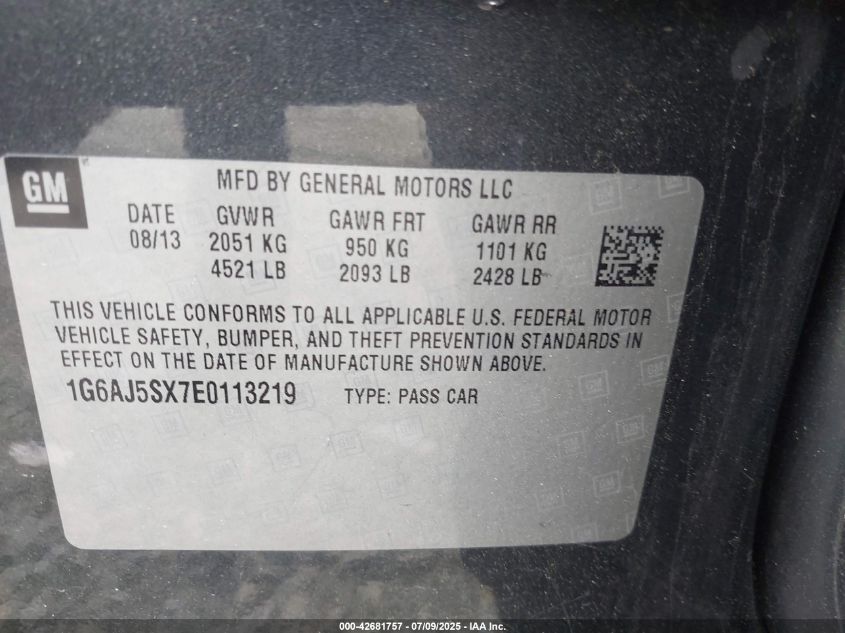 GM
MFD BY GENERAL MOTORS LLC
DATE GVWR GAWR FRT GAWR RR
08/13 2051 KG 950 KG 1101 KG
4521 LB 2093 LB 2428 LB
THIS VEHICLE CONFORMS TO ALL APPLICABLE U.S. FEDERAL MOTOR
VEHICLE SAFETY, BUMPER, AND THEFT PREVENTION STANDARDS IN
EFFECT ON THE DATE OF MANUFACTURE SHOWN ABOVE.
1G6AJ5SX7E0113219 TYPE: PASS CAR
000-42681757 / 07/09/2025 - IAA Inc.